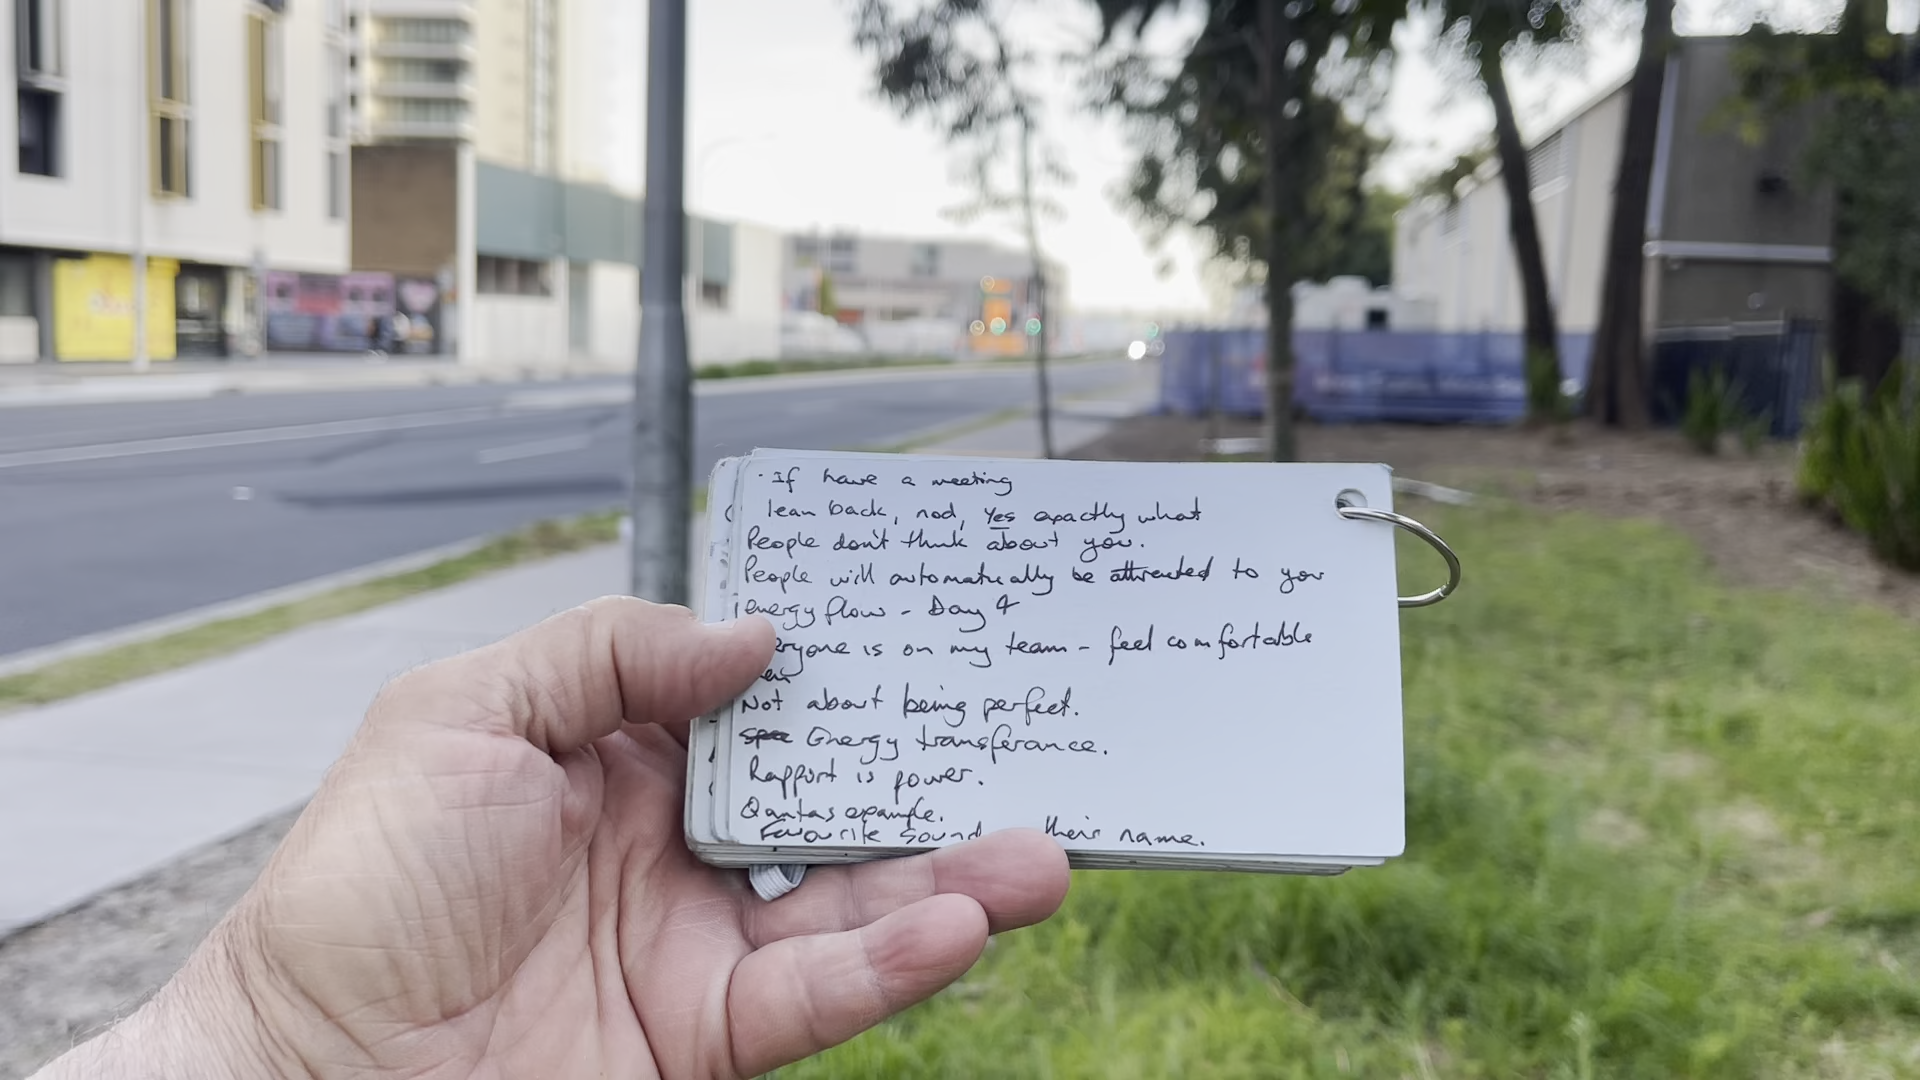 · If have a meeting
lean back, nod, Yes exactly what
People don't think about you.
People will automatically be attracted to you
energy flow - Day 4
eryone is on my team - feel comfortable
Not about being perfect.
Energy transferance.
Rapport is power.
Qantas example.
Favourite sound their name.